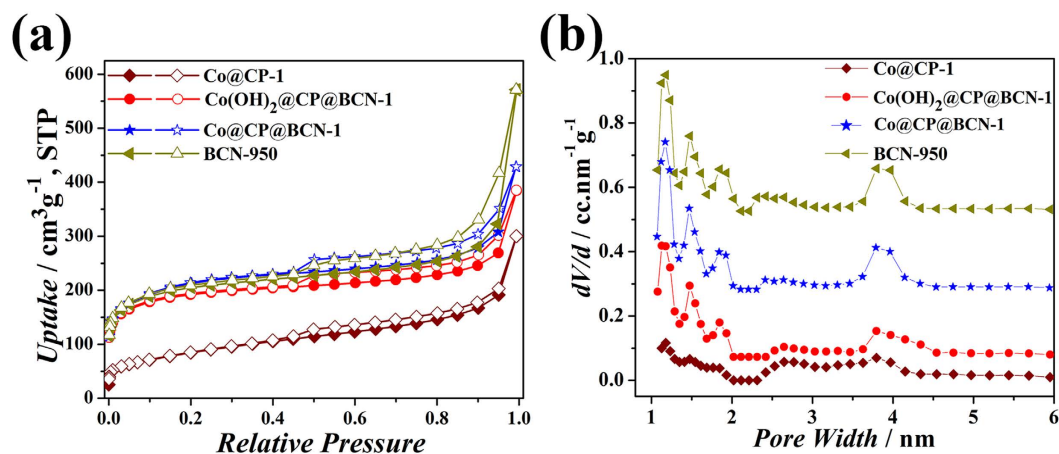 (a)
600
500
400
300
200
100
0
Uptake / cm³g⁻¹, STP
Co@CP-1
Co(OH)₂@CP@BCN-1
Co@CP@BCN-1
BCN-950
0.0 0.2 0.4 0.6 0.8 1.0
Relative Pressure
(b)
1.0
0.8
0.6
0.4
0.2
0.0
dV/d / cc.nm⁻¹g⁻¹
Co@CP-1
Co(OH)₂@CP@BCN-1
Co@CP@BCN-1
BCN-950
1 2 3 4 5 6
Pore Width / nm